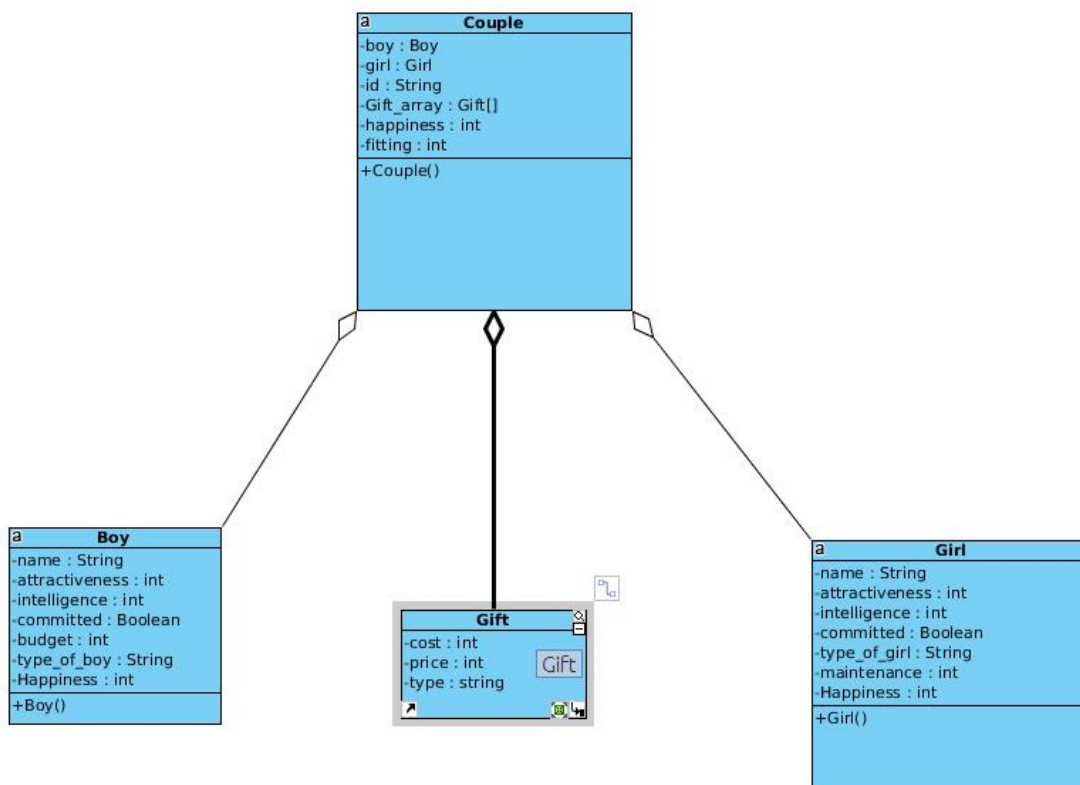 a
Couple
-boy : Boy
-girl : Girl
-id : String
-Gift_array : Gift[]
-happiness : int
-fitting : int
+Couple()
a
Boy
-name : String
-attractiveness : int
-intelligence : int
-committed : Boolean
-budget : int
-type_of_boy : String
-Happiness : int
+Boy()
Gift
-cost : int
-price : int
-type : string
Gift
a
Girl
-name : String
-attractiveness : int
-intelligence : int
-committed : Boolean
-type_of_girl : String
-maintenance : int
-Happiness : int
+Girl()